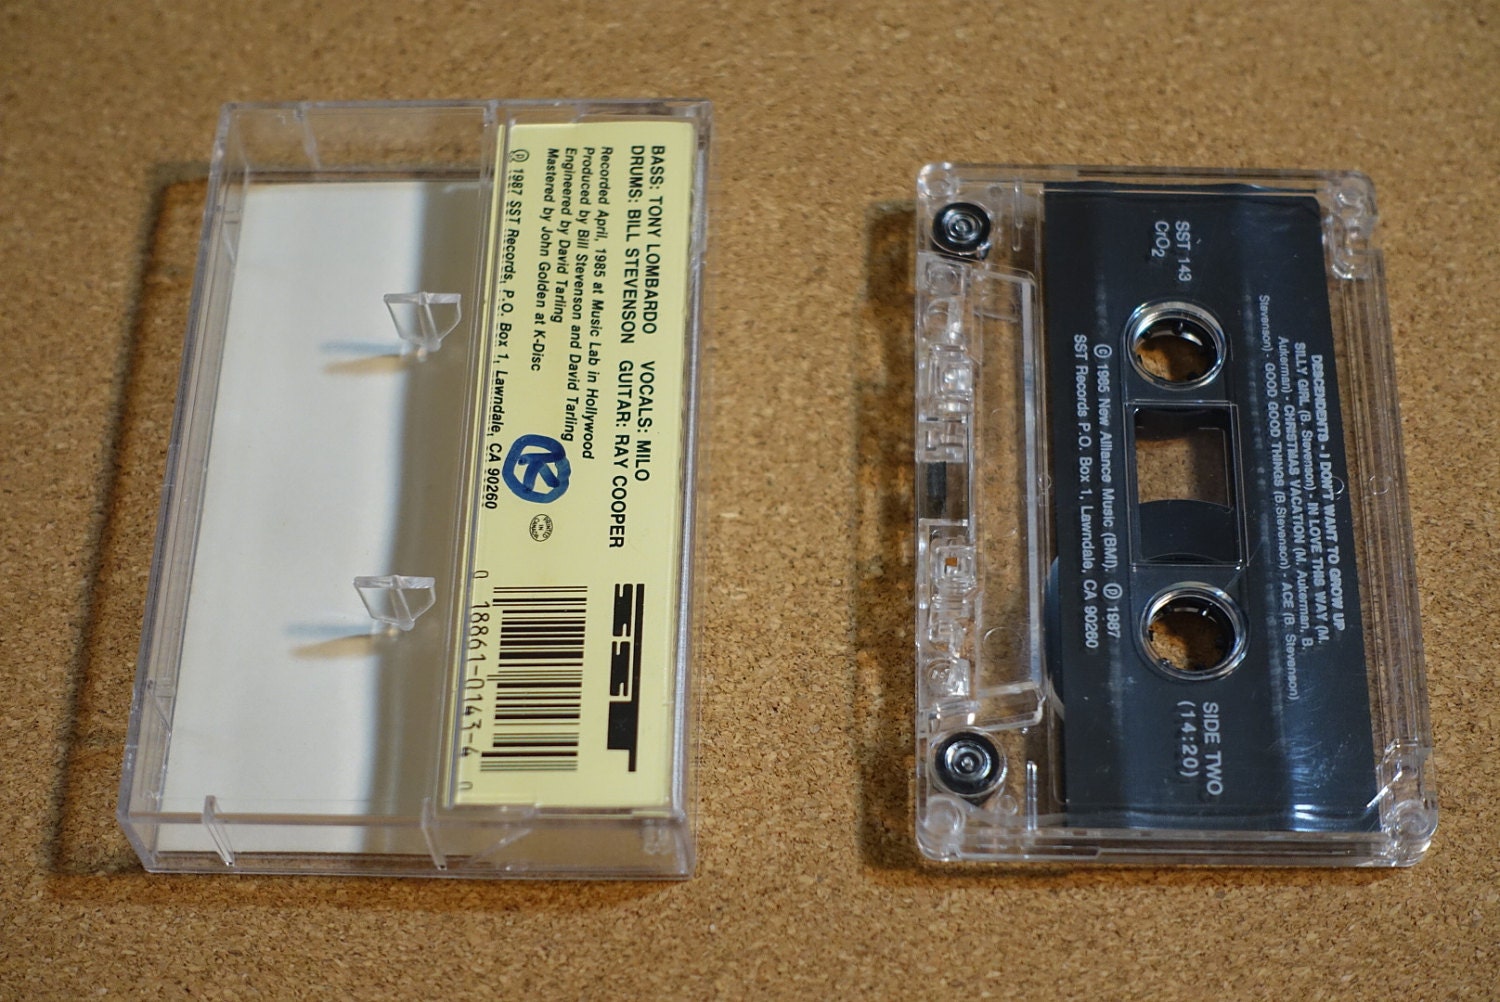 BASS: TONY LOMBARDO VOCALS: MILO
DRUMS: BILL STEVENSON GUITAR: RAY COOPER
Recorded April, 1985 at Music Lab in Hollywood
Produced by Bill Stevenson and David Tarling
Engineered by David Tarling
Mastered by John Golden at K-Disc
℗ 1987 SST Records, P.O. Box 1, Lawndale, CA 90260
K
PRINTED
IN
CANADA
SST
0 18861-0143-4 0
DESCENDENTS - I DON'T WANT TO GROW UP
SILLY GIRL (B. Stevenson) - IN LOVE THIS WAY (M.
Aukerman) - CHRISTMAS VACATION (M. Aukerman, B.
Stevenson) - GOOD GOOD THINGS (B.Stevenson) - ACE (B. Stevenson)
SST 143
CrO2
SIDE TWO
(14:20)
© 1985 New Alliance Music (BMI). ℗ 1987
SST Records P.O. Box 1, Lawndale, CA 90260